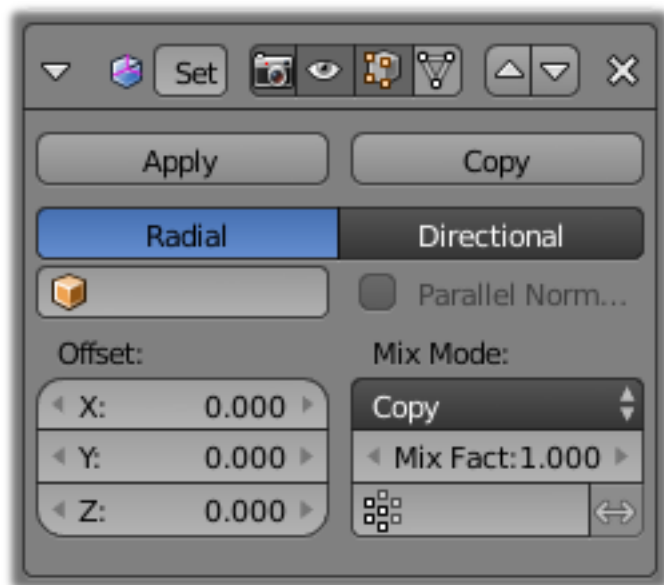 Set
Apply Copy
Radial Directional
Parallel Norm...
Offset: Mix Mode:
X: 0.000 Copy
Y: 0.000 Mix Fact:1.000
Z: 0.000